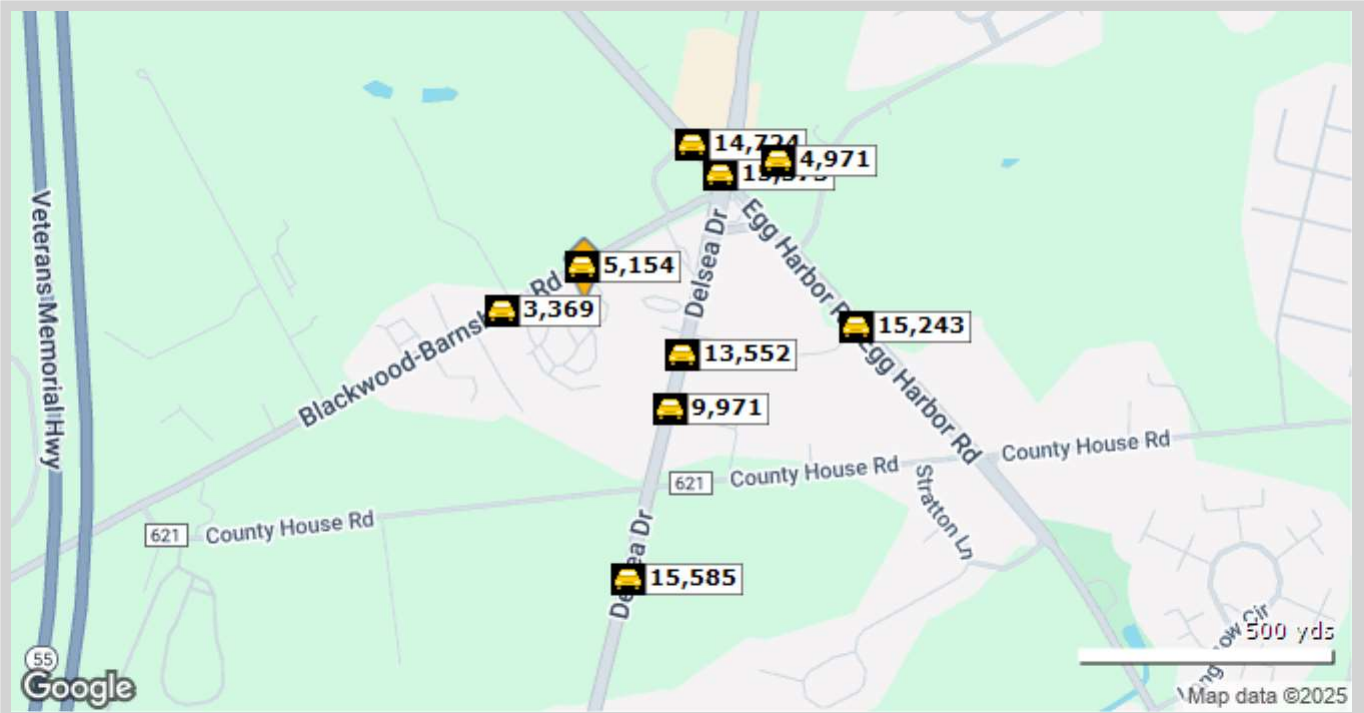 14,724
4,971
Egg Harbor Rd
Delsea Dr
Veterans Memorial Hwy
5,154
3,369
Blackwood-Barnsboro Rd
15,243
13,552
Egg Harbor Rd
9,971
County House Rd
County House Rd
621
Stratton Ln
County House Rd
621
Delsea Dr
15,585
500 yds
55
Google
Map data ©2025